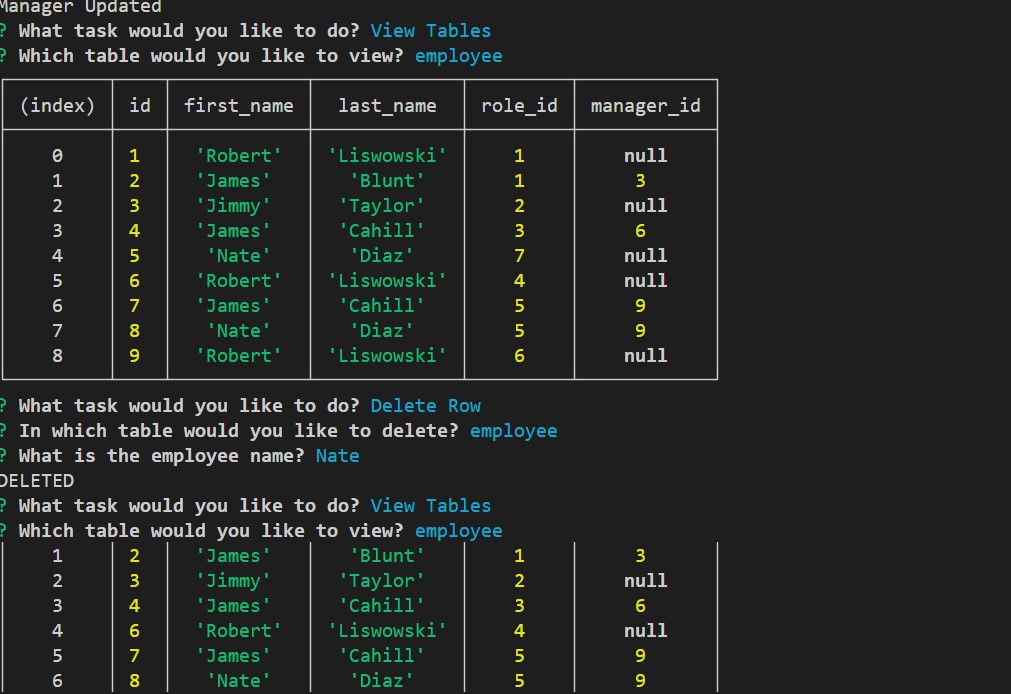 Manager Updated
? What task would you like to do? View Tables
? Which table would you like to view? employee
(index) id first_name last_name role_id manager_id
0 1 'Robert' 'Liswowski' 1 null
1 2 'James' 'Blunt' 1 3
2 3 'Jimmy' 'Taylor' 2 null
3 4 'James' 'Cahill' 3 6
4 5 'Nate' 'Diaz' 7 null
5 6 'Robert' 'Liswowski' 4 null
6 7 'James' 'Cahill' 5 9
7 8 'Nate' 'Diaz' 5 9
8 9 'Robert' 'Liswowski' 6 null
? What task would you like to do? Delete Row
? In which table would you like to delete? employee
? What is the employee name? Nate
DELETED
? What task would you like to do? View Tables
? Which table would you like to view? employee
1 2 'James' 'Blunt' 1 3
2 3 'Jimmy' 'Taylor' 2 null
3 4 'James' 'Cahill' 3 6
4 6 'Robert' 'Liswowski' 4 null
5 7 'James' 'Cahill' 5 9
6 8 'Nate' 'Diaz' 5 9